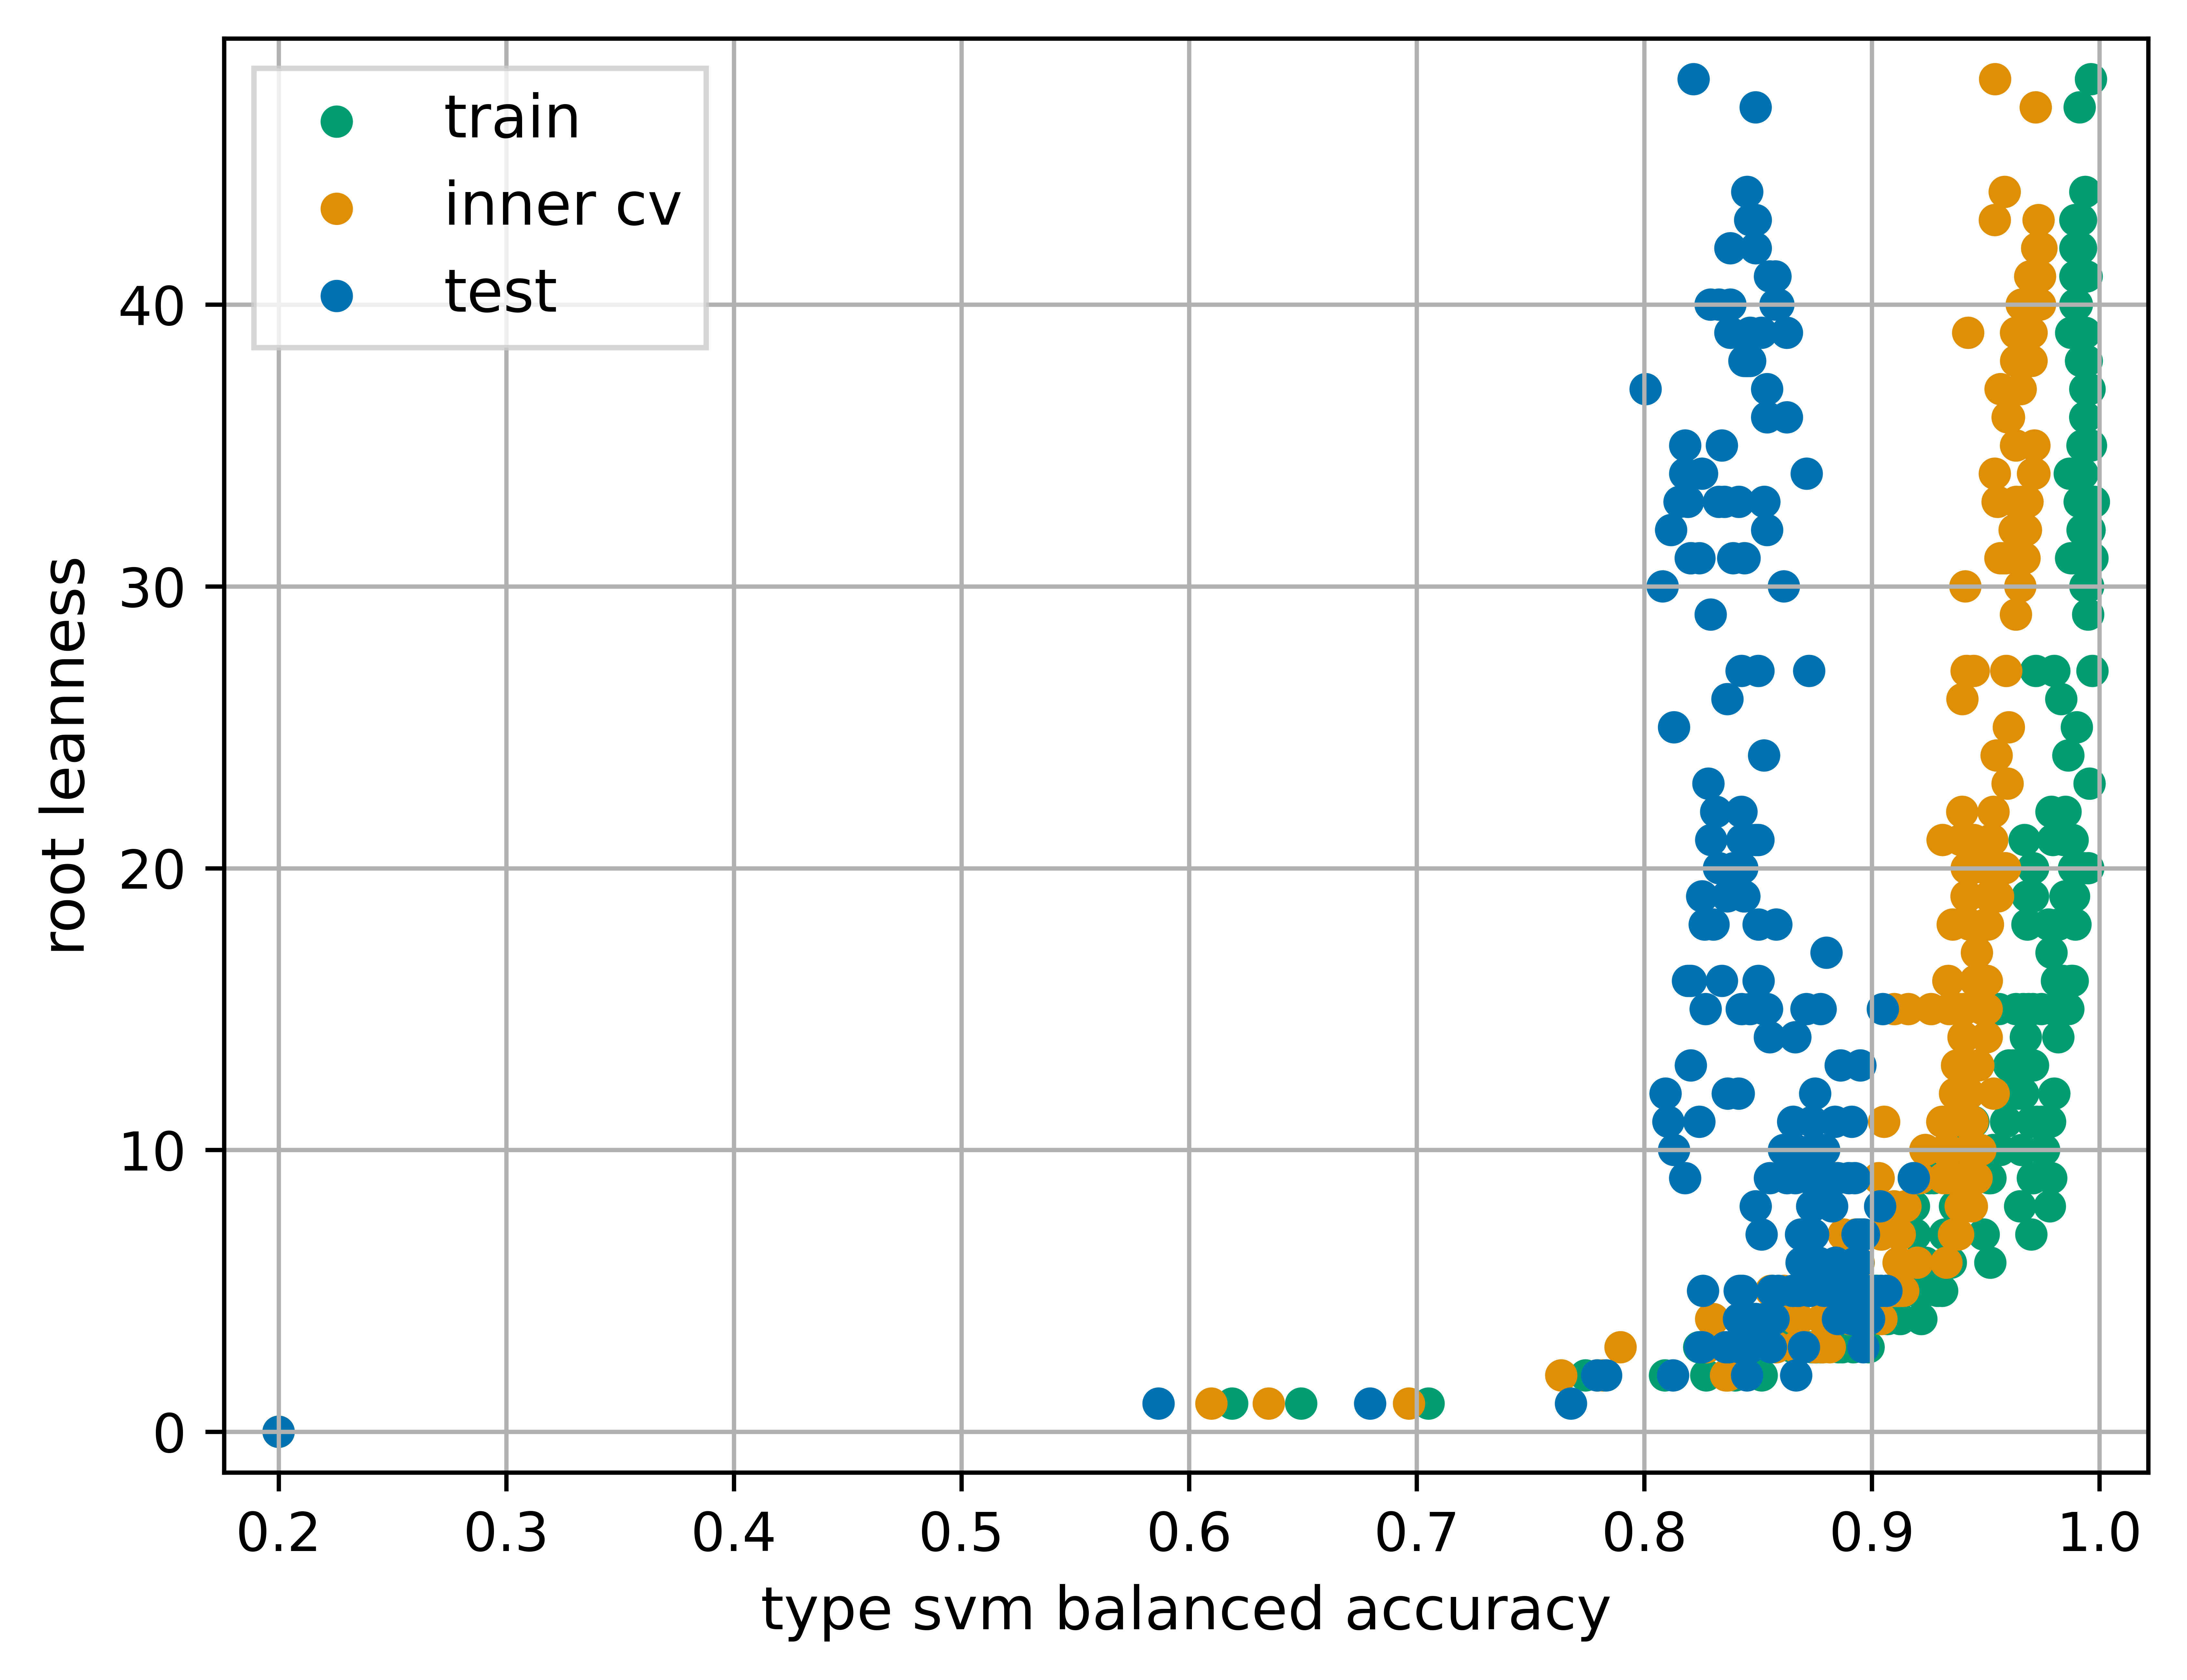 train
inner cv
test
40
30
20
10
0
root leanness
0.2 0.3 0.4 0.5 0.6 0.7 0.8 0.9 1.0
type svm balanced accuracy